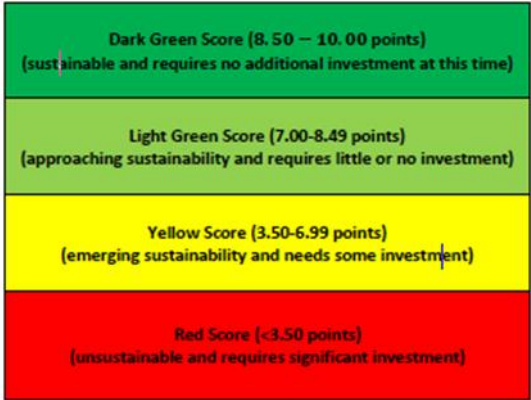 Dark Green Score (8.50 – 10.00 points)
(sustainable and requires no additional investment at this time)
Light Green Score (7.00-8.49 points)
(approaching sustainability and requires little or no investment)
Yellow Score (3.50-6.99 points)
(emerging sustainability and needs some investment)
Red Score (<3.50 points)
(unsustainable and requires significant investment)